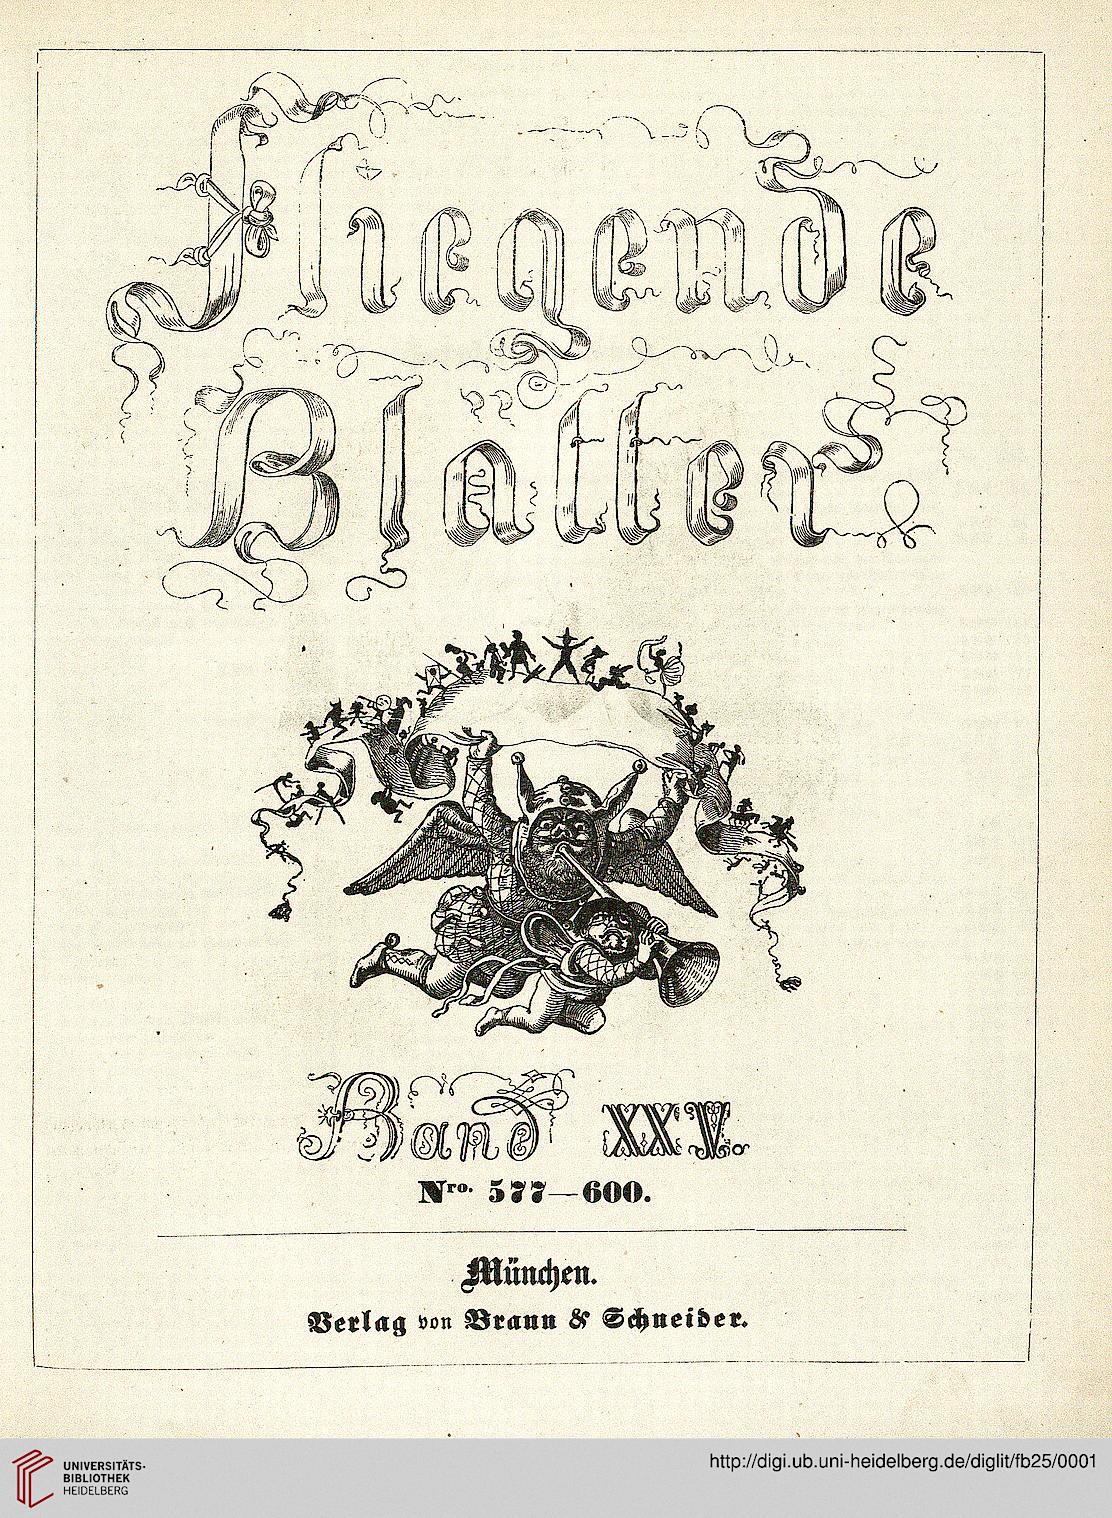 Fliegende
Blätter
Band XXV.
Nro. 577—600.
München.
Verlag von Braun & Schneider.
UNIVERSITÄTS-
BIBLIOTHEK
HEIDELBERG
http://digi.ub.uni-heidelberg.de/diglit/fb25/0001